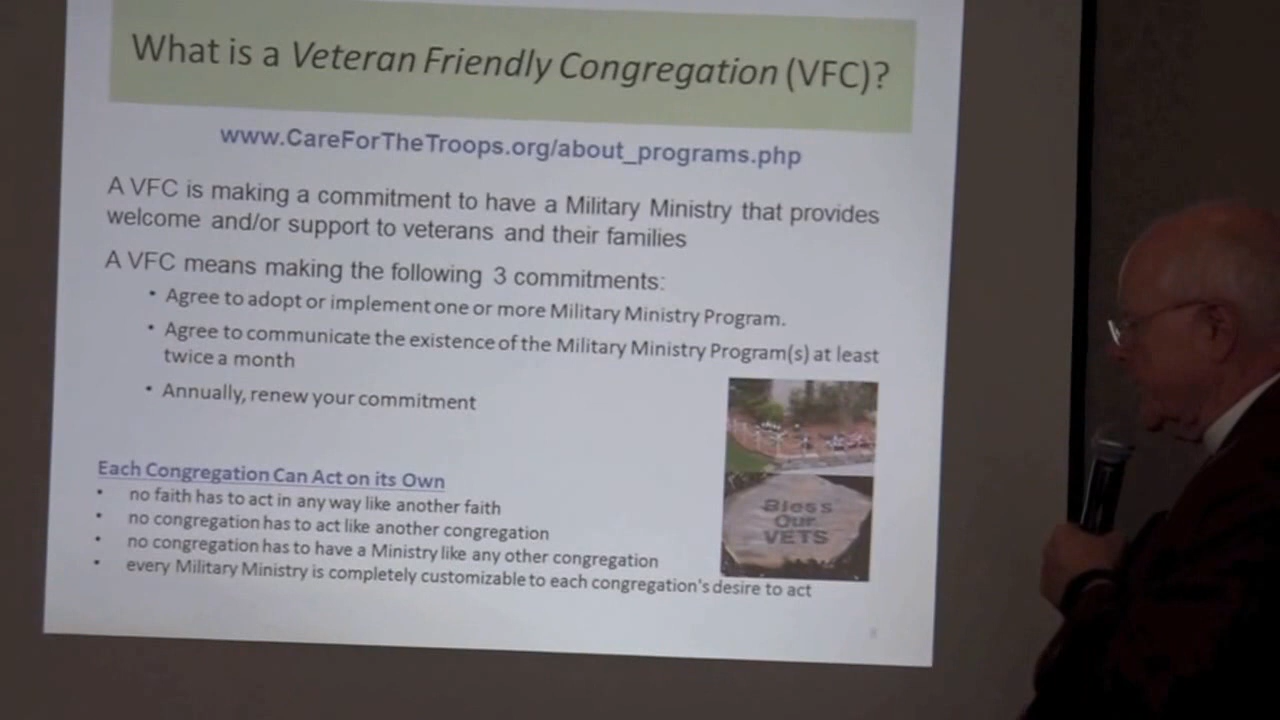 What is a Veteran Friendly Congregation (VFC)?
www.CareForTheTroops.org/about_programs.php
A VFC is making a commitment to have a Military Ministry that provides
welcome and/or support to veterans and their families
A VFC means making the following 3 commitments:
• Agree to adopt or implement one or more Military Ministry Program.
• Agree to communicate the existence of the Military Ministry Program(s) at least
twice a month
• Annually, renew your commitment
Each Congregation Can Act on its Own
• no faith has to act in any way like another faith
• no congregation has to act like another congregation
• no congregation has to have a Ministry like any other congregation
• every Military Ministry is completely customizable to each congregation's desire to act
Bless
Our
VETS